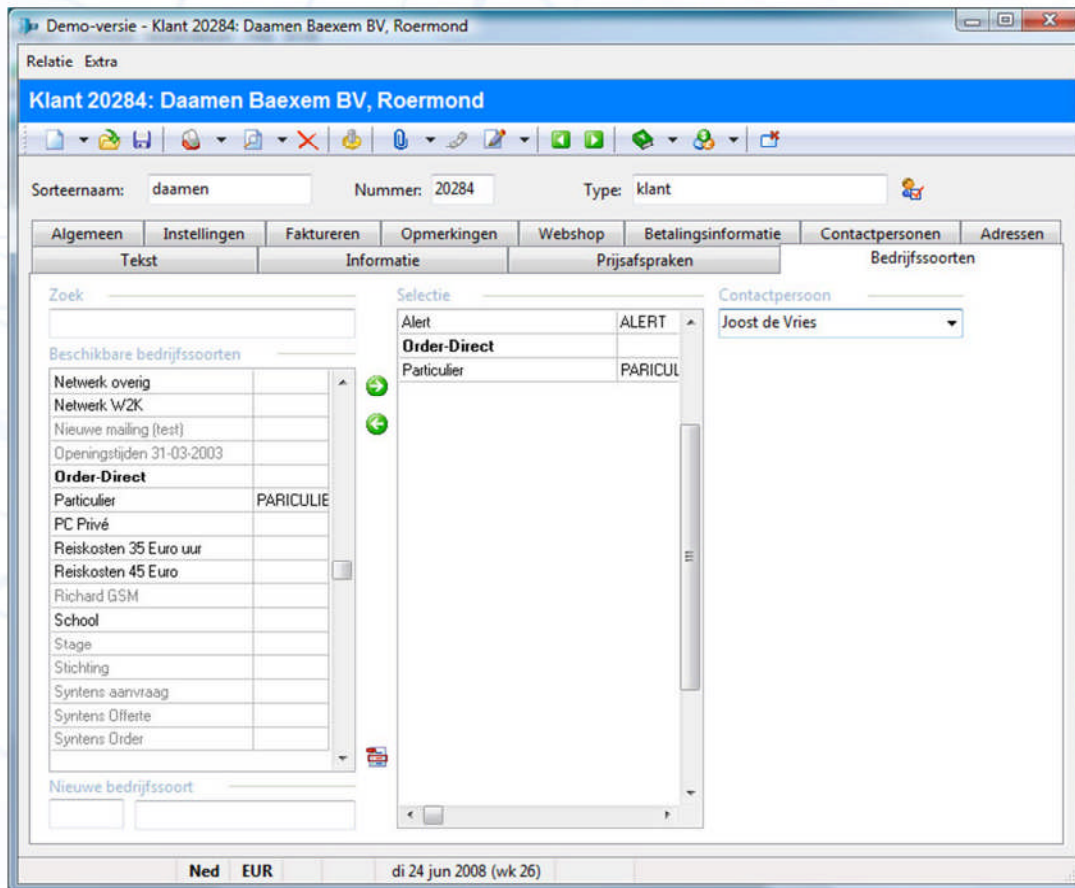 Demo-versie - Klant 20284: Daamen Baexem BV, Roermond
Relatie Extra
Klant 20284: Daamen Baexem BV, Roermond
Sorteernaam: daamen Nummer: 20284 Type: klant
Algemeen Instellingen Faktureren Opmerkingen Webshop Betalingsinformatie Contactpersonen Adressen
Tekst Informatie Prijsafspraken Bedrijfssoorten
Zoek
Beschikbare bedrijfssoorten
Netwerk overig
Netwerk W2K
Nieuwe mailing (test)
Openingstijden 31-03-2003
Order-Direct
Particulier PARICULIE
PC Privé
Reiskosten 35 Euro uur
Reiskosten 45 Euro
Richard GSM
School
Stage
Stichting
Syntens aanvraag
Syntens Offerte
Syntens Order
Nieuwe bedrijfssoort
Selectie
Alert ALERT
Order-Direct
Particulier PARICUL
Contactpersoon
Joost de Vries
Ned EUR di 24 jun 2008 (wk 26)